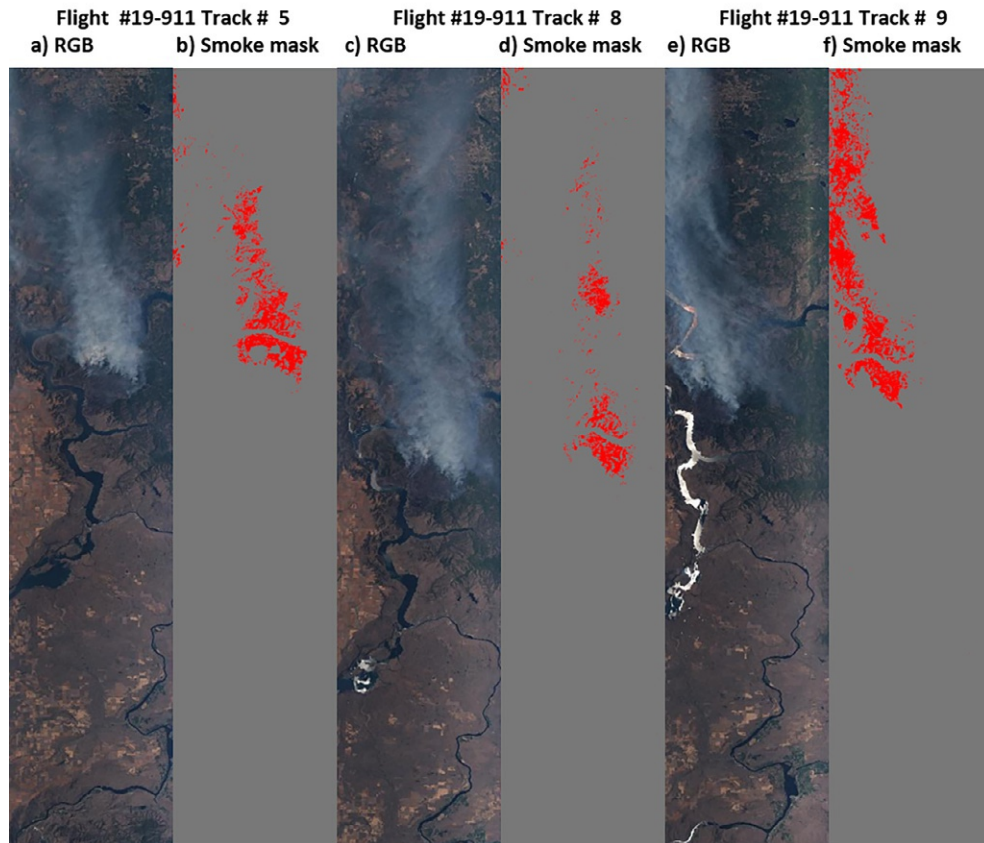 Flight #19-911 Track # 5
Flight #19-911 Track # 8
Flight #19-911 Track # 9
a) RGB
b) Smoke mask
c) RGB
d) Smoke mask
e) RGB
f) Smoke mask